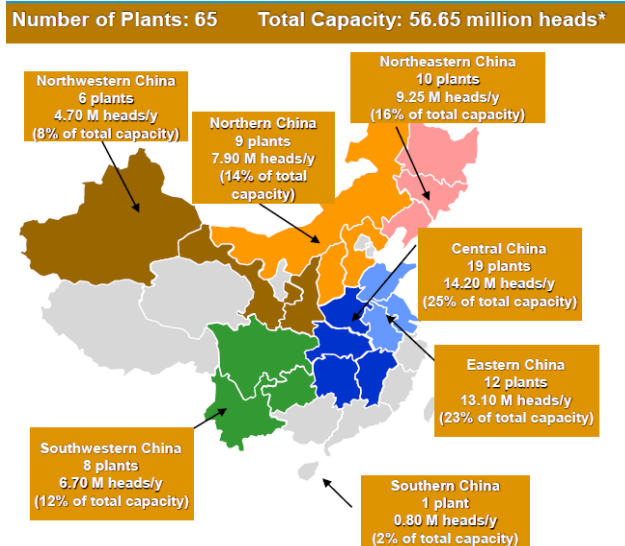 Number of Plants: 65 Total Capacity: 56.65 million heads*
Northeastern China
10 plants
9.25 M heads/y
(16% of total capacity)
Northwestern China
6 plants
4.70 M heads/y
(8% of total capacity)
Northern China
9 plants
7.90 M heads/y
(14% of total
capacity)
Central China
19 plants
14.20 M heads/y
(25% of total capacity)
Eastern China
12 plants
13.10 M heads/y
(23% of total capacity)
Southwestern China
8 plants
6.70 M heads/y
(12% of total capacity)
Southern China
1 plant
0.80 M heads/y
(2% of total capacity)